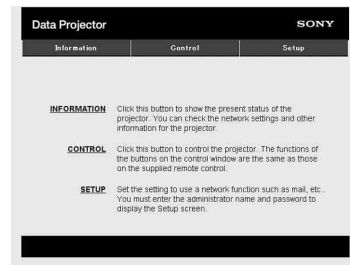 Data Projector
SONY
Information Control Setup
INFORMATION Click this button to show the present status of the
projector. You can check the network settings and other
information for the projector.
CONTROL Click this button to control the projector. The functions of
the buttons on the control window are the same as those
on the supplied remote control.
SETUP Set the setting to use a network function such as mail, etc..
You must enter the administrator name and password to
display the Setup screen.